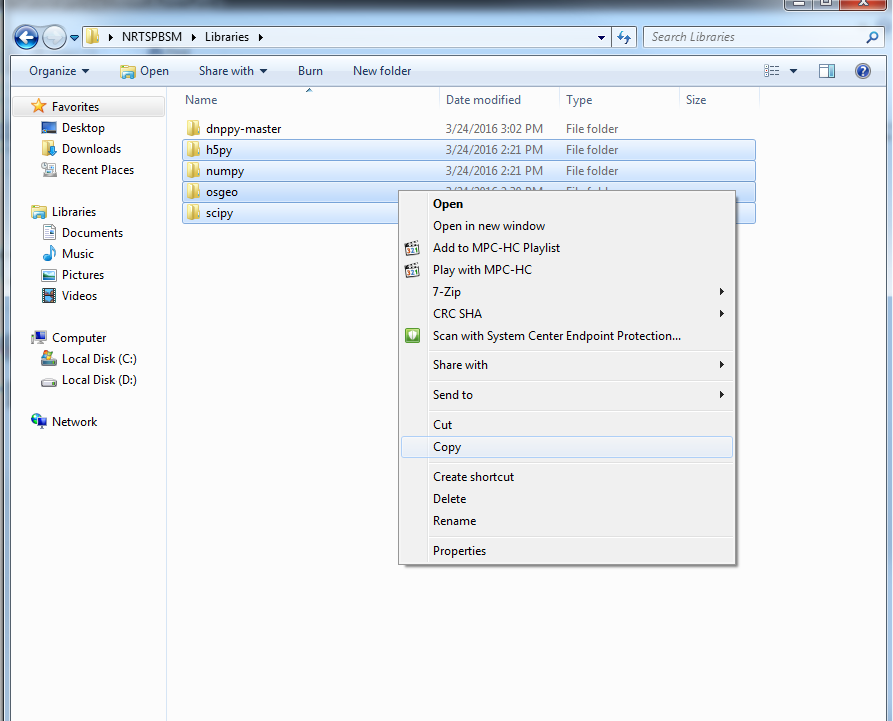 NRTSPBSM Libraries Search Libraries
Organize Open Share with Burn New folder
Name Date modified Type Size
Favorites
Desktop
Downloads
Recent Places
Libraries
Documents
Music
Pictures
Videos
Computer
Local Disk (C:)
Local Disk (D:)
Network
dnppy-master 3/24/2016 3:02 PM File folder
h5py 3/24/2016 2:21 PM File folder
numpy 3/24/2016 2:21 PM File folder
osgeo
scipy
Open
Open in new window
Add to MPC-HC Playlist
Play with MPC-HC
7-Zip
CRC SHA
Scan with System Center Endpoint Protection...
Share with
Send to
Cut
Copy
Create shortcut
Delete
Rename
Properties